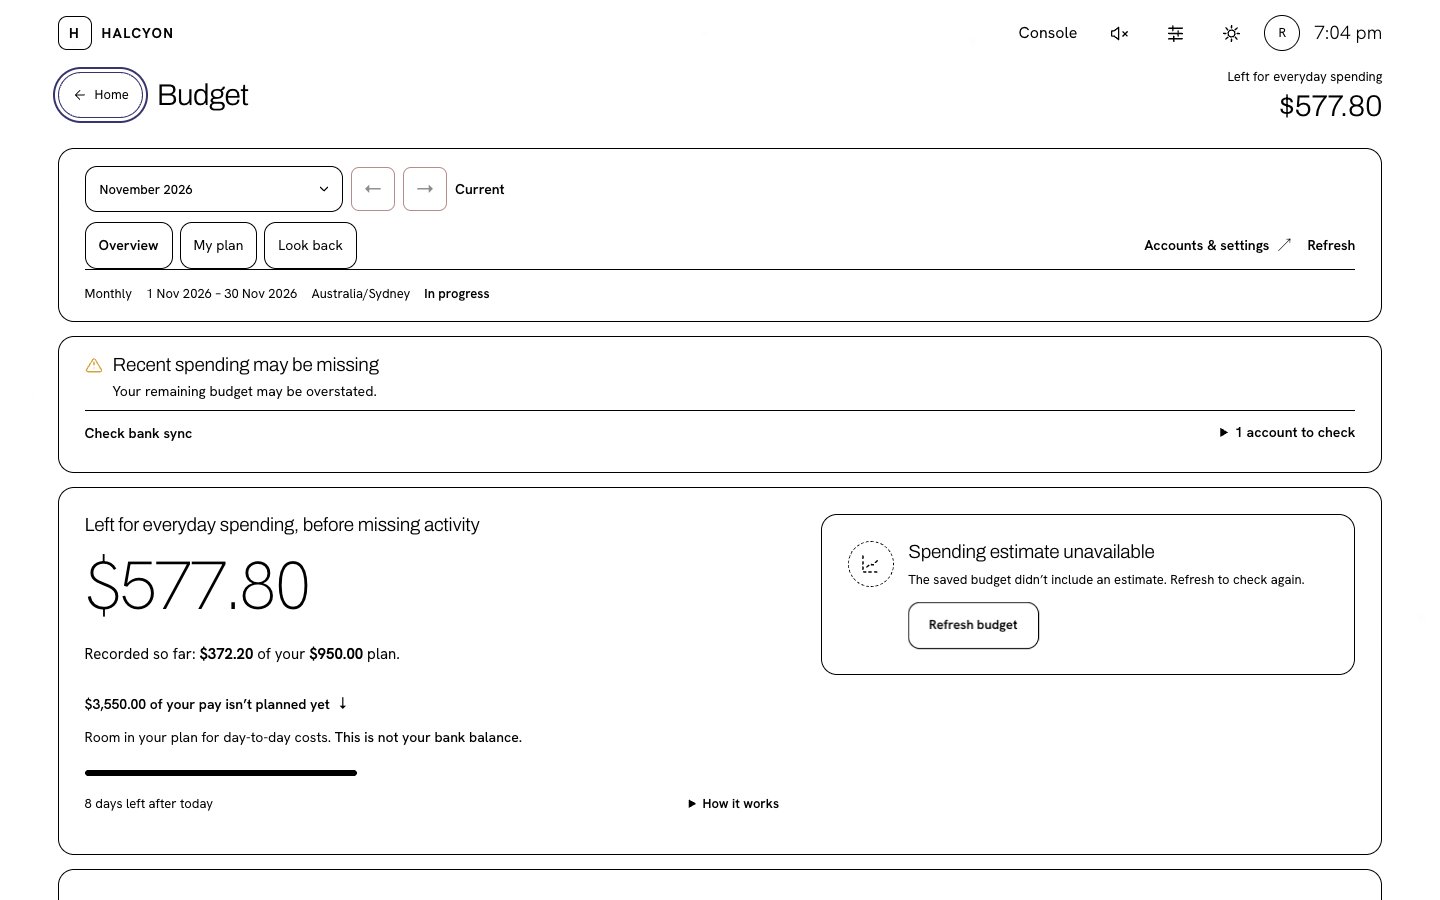 H HALCYON
Console
R 7:04 pm
Home
Budget
Left for everyday spending
$577.80
November 2026
Current
Overview
My plan
Look back
Accounts & settings
Refresh
Monthly 1 Nov 2026 – 30 Nov 2026 Australia/Sydney In progress
Recent spending may be missing
Your remaining budget may be overstated.
Check bank sync
1 account to check
Left for everyday spending, before missing activity
$577.80
Recorded so far: $372.20 of your $950.00 plan.
$3,550.00 of your pay isn’t planned yet ↓
Room in your plan for day-to-day costs. This is not your bank balance.
8 days left after today
How it works
Spending estimate unavailable
The saved budget didn’t include an estimate. Refresh to check again.
Refresh budget